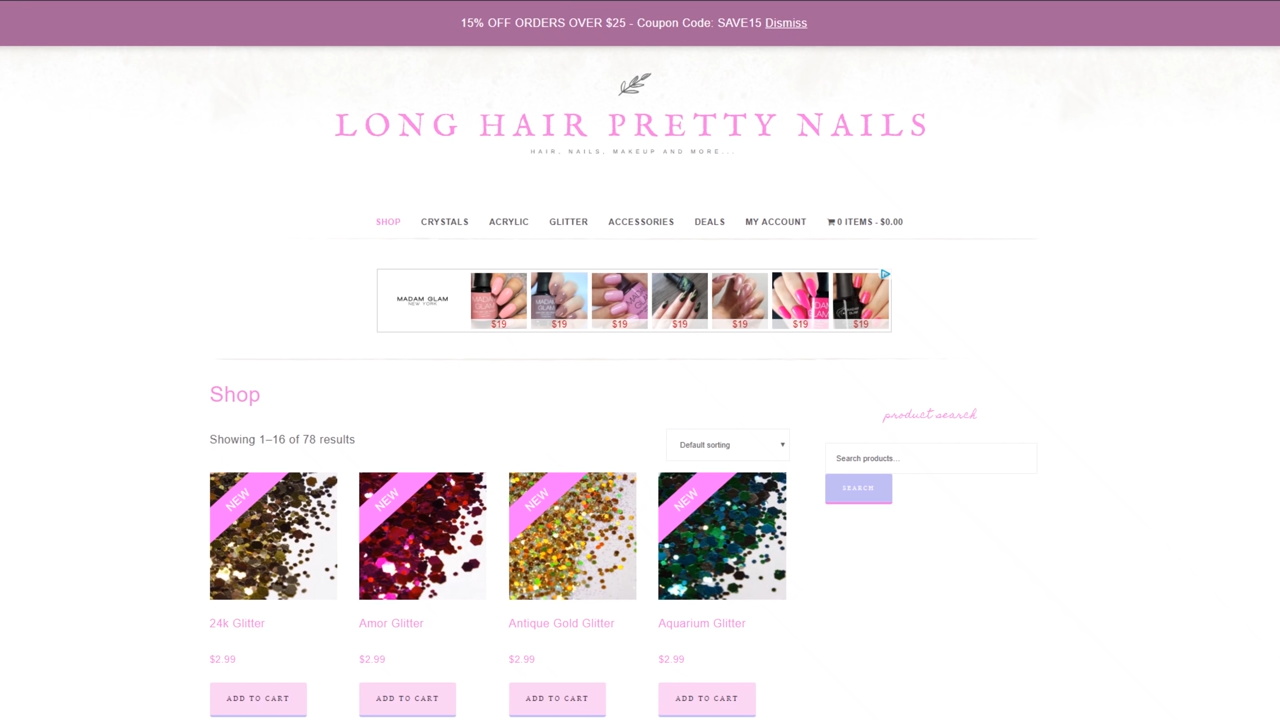 15% OFF ORDERS OVER $25 - Coupon Code: SAVE15 Dismiss
LONG HAIR PRETTY NAILS
HAIR, NAILS, MAKEUP AND MORE...
SHOP CRYSTALS ACRYLIC GLITTER ACCESSORIES DEALS MY ACCOUNT 0 ITEMS - $0.00
MADAM GLAM
NEW YORK
$19 $19 $19 $19 $19 $19 $19
Shop
product search
Showing 1–16 of 78 results
Default sorting
Search products…
SEARCH
NEW NEW NEW NEW
24k Glitter Amor Glitter Antique Gold Glitter Aquarium Glitter
$2.99 $2.99 $2.99 $2.99
ADD TO CART ADD TO CART ADD TO CART ADD TO CART